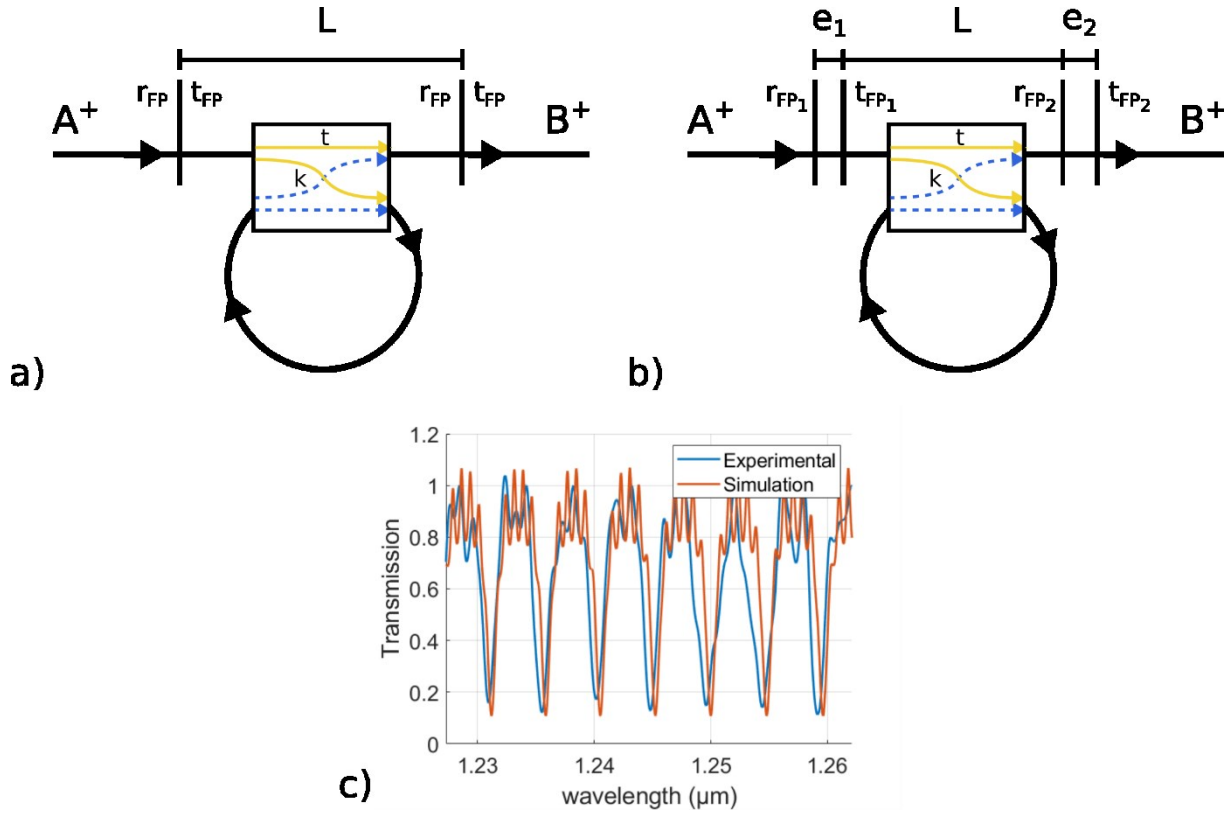 L
r_FP t_FP r_FP t_FP
A+ B+
t
k
a)
e1 L e2
r_FP1 t_FP1 r_FP2 t_FP2
A+ B+
t
k
b)
1.2
1
0.8
0.6
0.4
0.2
0
Transmission
Experimental
Simulation
1.23 1.24 1.25 1.26
wavelength (μm)
c)